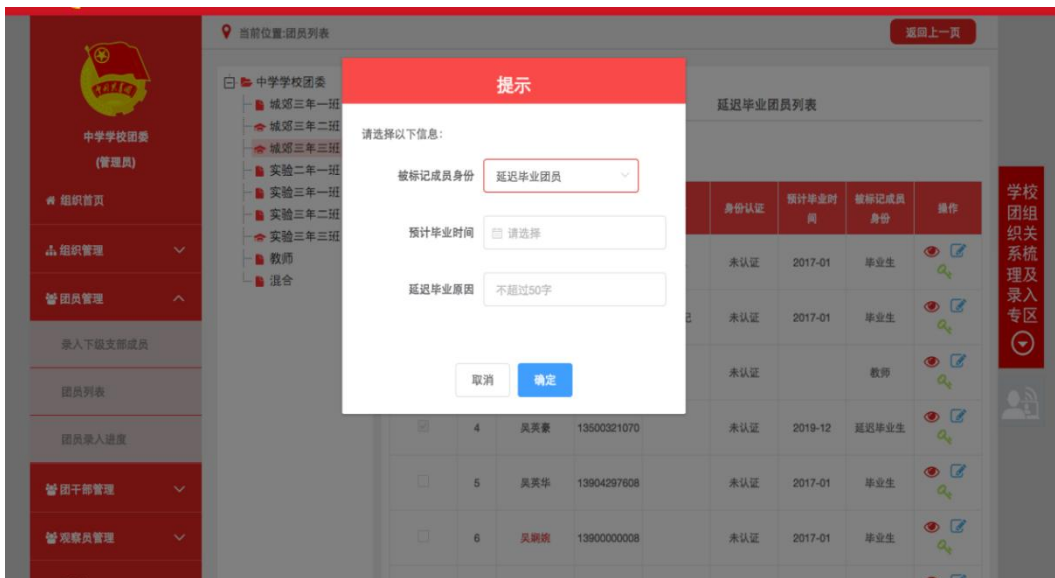 当前位置:团员列表
返回上一页
中学学校团委
(管理员)
组织首页
组织管理
团员管理
录入下级支部成员
团员列表
团员录入进度
团干部管理
观察员管理
中学学校团委
城郊三年一班
城郊三年二班
城郊三年三班
实验二年一班
实验三年一班
实验三年二班
实验三年三班
教师
混合
提示
请选择以下信息:
被标记成员身份 延迟毕业团员
预计毕业时间 请选择
延迟毕业原因 不超过50字
取消 确定
延迟毕业团员列表
身份认证 预计毕业时间 被标记成员身份 操作
未认证 2017-01 毕业生
记 未认证 2017-01 毕业生
未认证 教师
4 吴英豪 13500321070 未认证 2019-12 延迟毕业生
5 吴英华 13904297608 未认证 2017-01 毕业生
6 13900000008 未认证 2017-01 毕业生
学校
团组
织关
系梳
理及
录入
专区